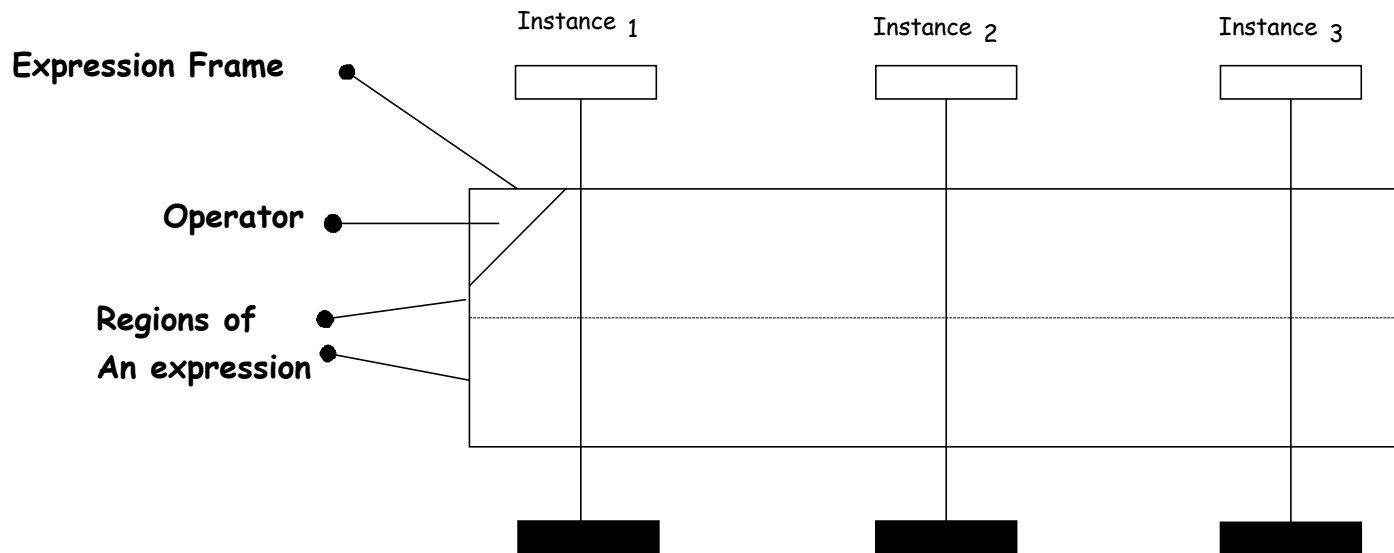 Instance 1
Instance 2
Instance 3
Expression Frame
Operator
Regions of
An expression